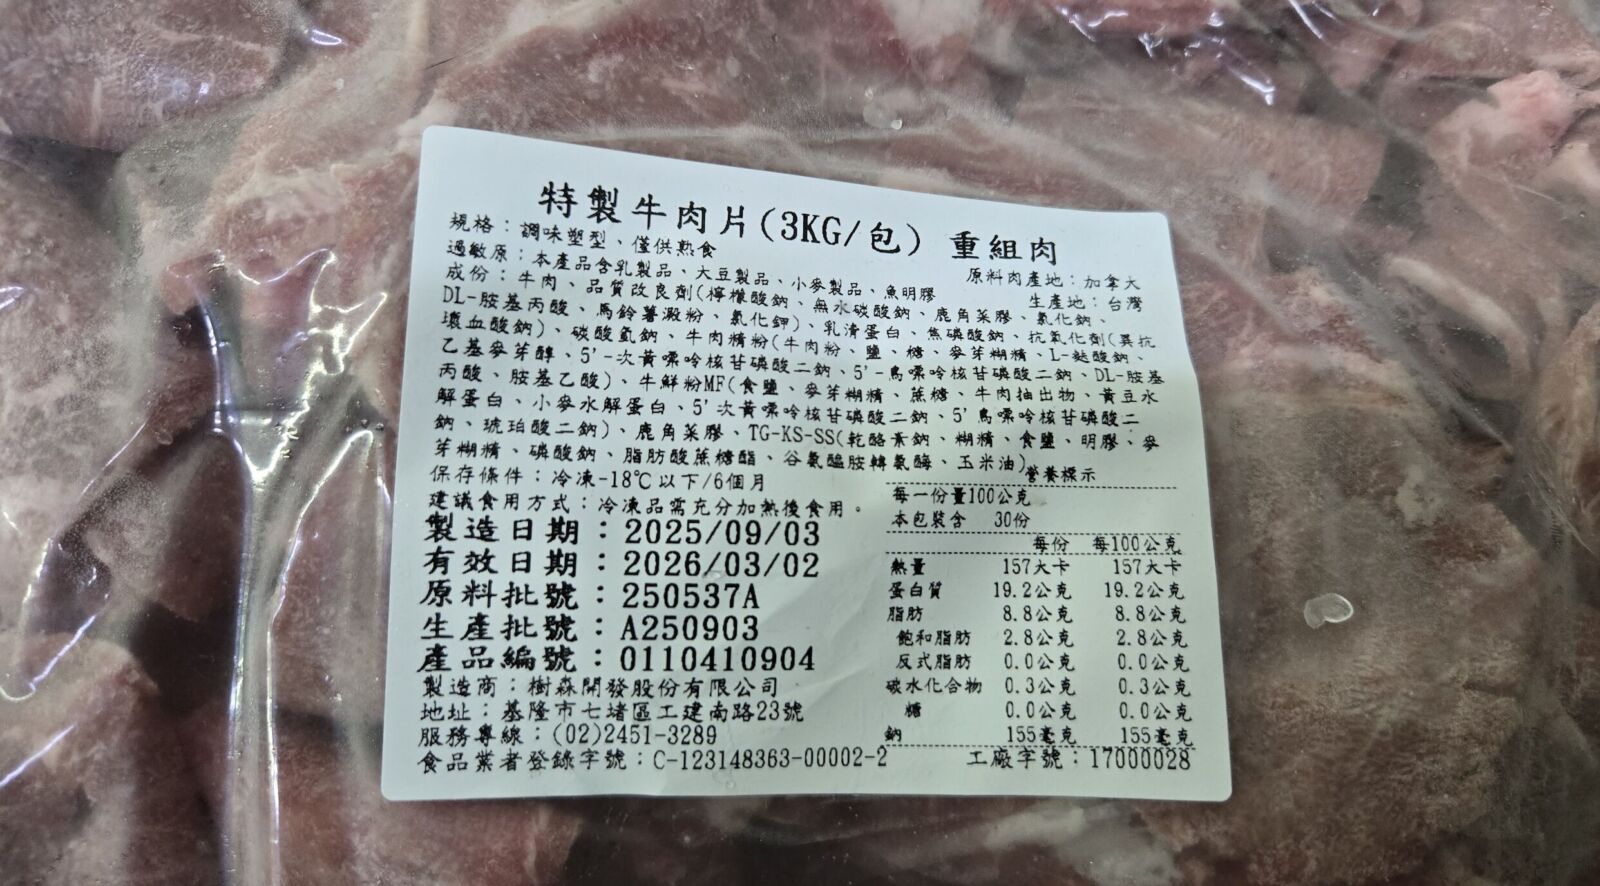 特製牛肉片(3KG/包) 重組肉
規格：調味塑型、僅供熟食
過敏原：本產品含乳製品、大豆製品、小麥製品、魚明膠 原料肉產地：加拿大
成份：牛肉、品質改良劑(檸檬酸鈉、無水碳酸鈉、鹿角菜膠、氯化鈉、 生產地：台灣
DL-胺基丙酸、馬鈴薯澱粉、氯化鉀)、乳清蛋白、焦磷酸鈉、抗氧化劑(異抗
壞血酸鈉)、碳酸氫鈉、牛肉精粉(牛肉粉、鹽、糖、麥芽糊精、L-麩酸鈉、
乙基麥芽醇、5'-次黃嘌呤核苷磷酸二鈉、5'-鳥嘌呤核苷磷酸二鈉、DL-胺基
丙酸、胺基乙酸)、牛鮮粉MF(食鹽、麥芽糊精、蔗糖、牛肉抽出物、黃豆水
解蛋白、小麥水解蛋白、5'次黃嘌呤核苷磷酸二鈉、5'鳥嘌呤核苷磷酸二
鈉、琥珀酸二鈉)、鹿角菜膠、TG-KS-SS(乾酪素鈉、糊精、食鹽、明膠、麥
芽糊精、磷酸鈉、脂肪酸蔗糖酯、谷氨醯胺轉氨酶、玉米油)
保存條件：冷凍-18℃以下/6個月
建議食用方式：冷凍品需充分加熱後食用。
製造日期：2025/09/03
有效日期：2026/03/02
原料批號：250537A
生產批號：A250903
產品編號：0110410904
製造商：樹森開發股份有限公司
地址：基隆市七堵區工建南路23號
服務專線：(02)2451-3289
食品業者登錄字號：C-123148363-00002-2
營養標示
每一份量100公克
本包裝含 30份
每份 每100公克
熱量 157大卡 157大卡
蛋白質 19.2公克 19.2公克
脂肪 8.8公克 8.8公克
飽和脂肪 2.8公克 2.8公克
反式脂肪 0.0公克 0.0公克
碳水化合物 0.3公克 0.3公克
糖 0.0公克 0.0公克
鈉 155毫克 155毫克
工廠字號：17000028